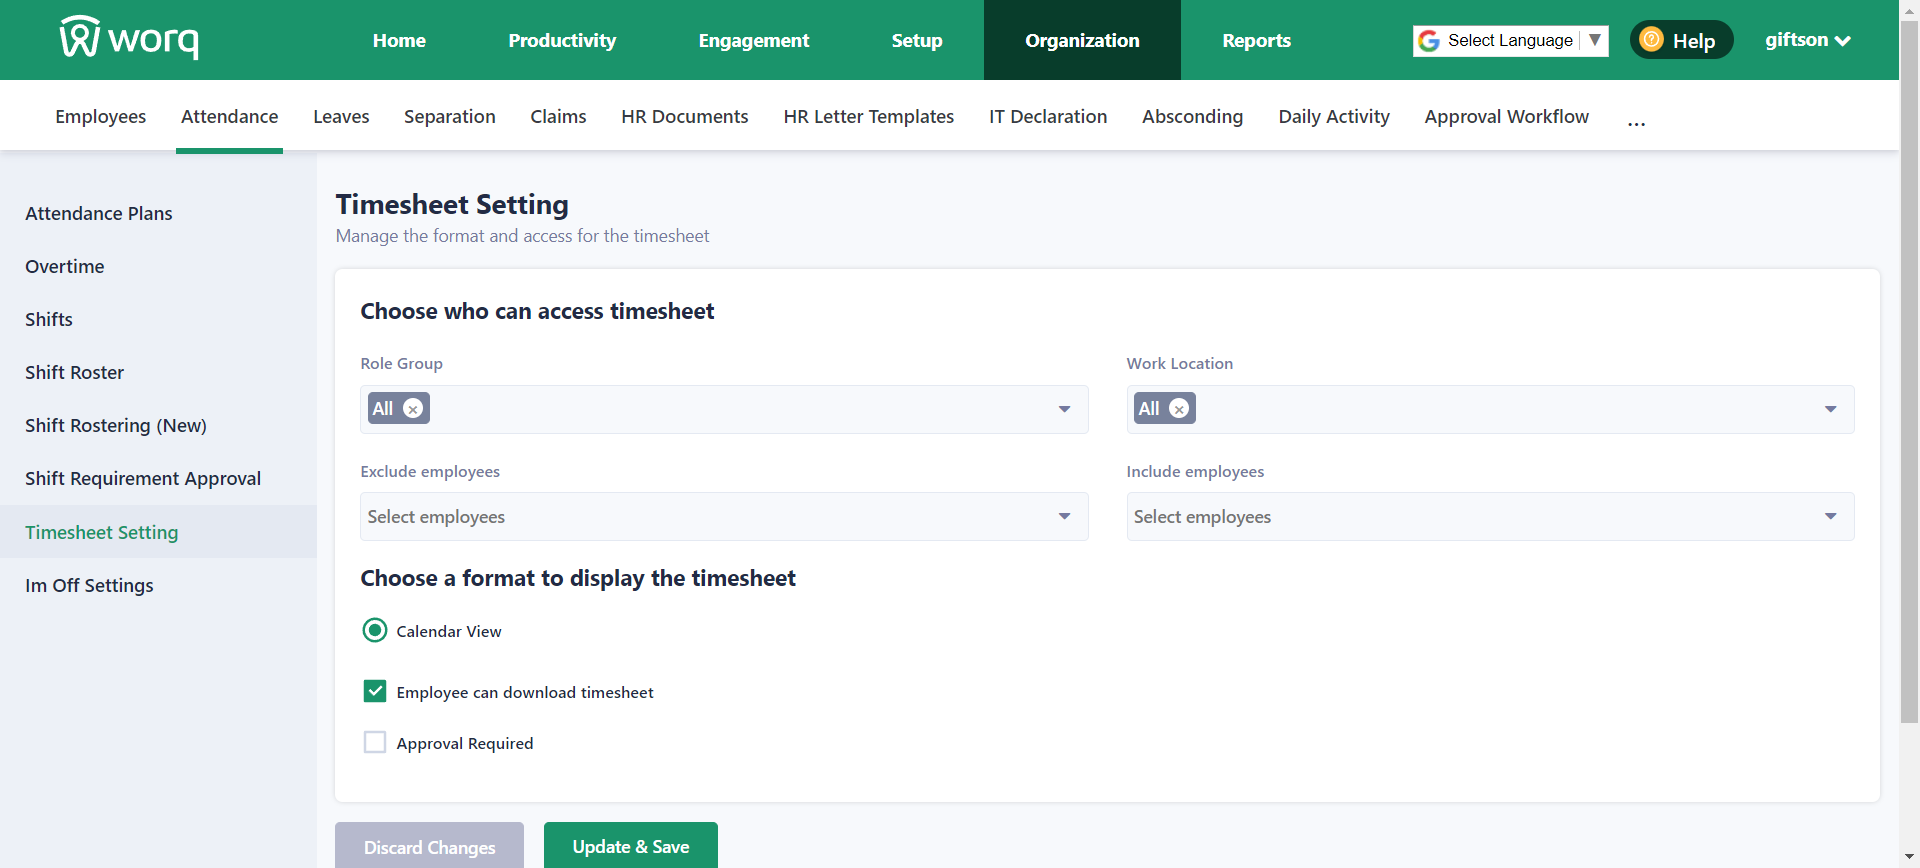 worq
Home Productivity Engagement Setup Organization Reports Select Language ▼ Help giftson
Employees Attendance Leaves Separation Claims HR Documents HR Letter Templates IT Declaration Absconding Daily Activity Approval Workflow ...
Attendance Plans
Overtime
Shifts
Shift Roster
Shift Rostering (New)
Shift Requirement Approval
Timesheet Setting
Im Off Settings
Timesheet Setting
Manage the format and access for the timesheet
Choose who can access timesheet
Role Group
All
Work Location
All
Exclude employees
Select employees
Include employees
Select employees
Choose a format to display the timesheet
Calendar View
Employee can download timesheet
Approval Required
Discard Changes
Update & Save